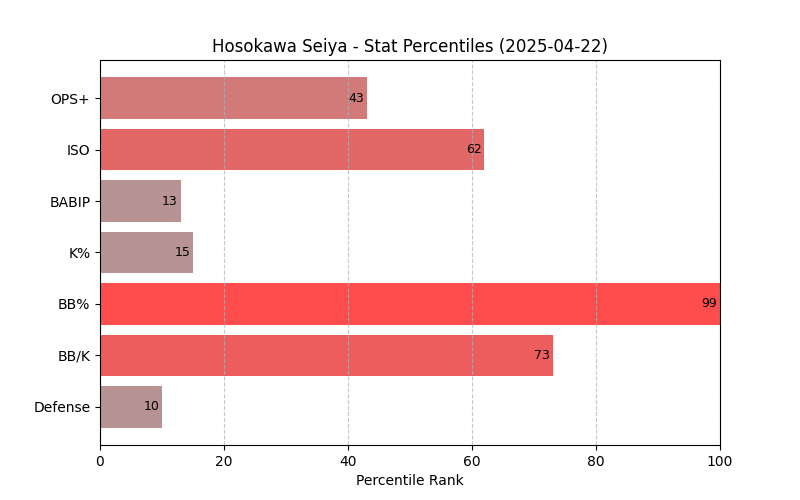 Hosokawa Seiya - Stat Percentiles (2025-04-22)
OPS+ 43
ISO 62
BABIP 13
K% 15
BB% 99
BB/K 73
Defense 10
0 20 40 60 80 100
Percentile Rank